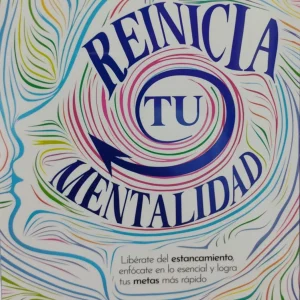 REINICIA
TU
MENTALIDAD
Libérate del estancamiento,
enfócate en lo esencial y logra
tus metas más rápido